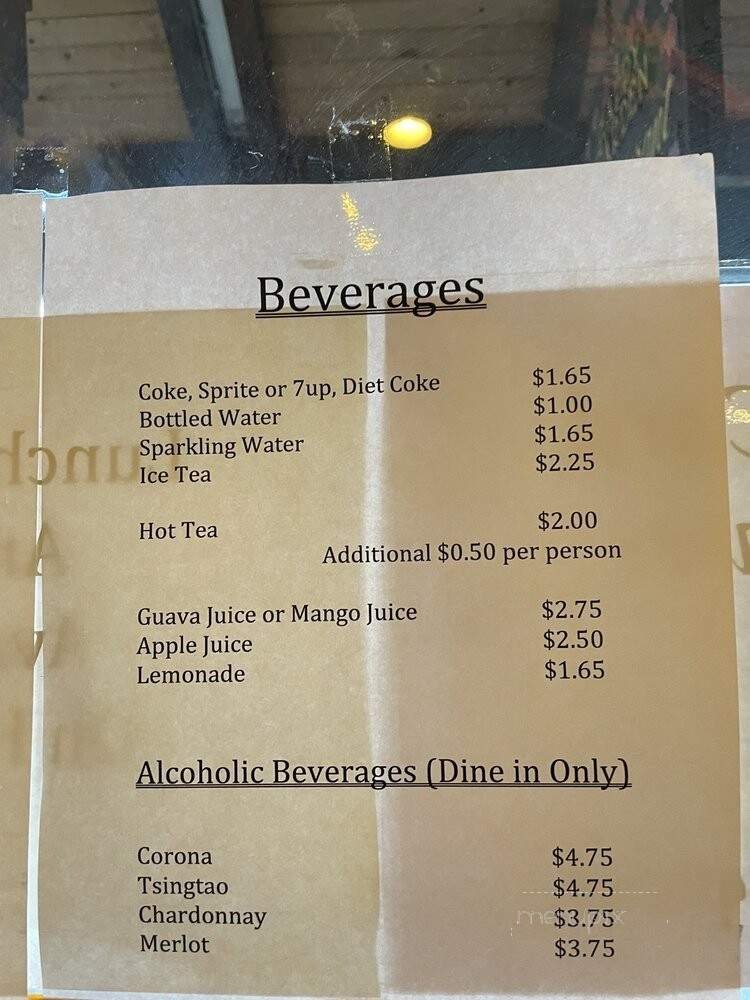 Beverages
Coke, Sprite or 7up, Diet Coke $1.65
Bottled Water $1.00
Sparkling Water $1.65
Ice Tea $2.25
Hot Tea $2.00
Additional $0.50 per person
Guava Juice or Mango Juice $2.75
Apple Juice $2.50
Lemonade $1.65
Alcoholic Beverages (Dine in Only)
Corona $4.75
Tsingtao $4.75
Chardonnay $3.75
Merlot $3.75